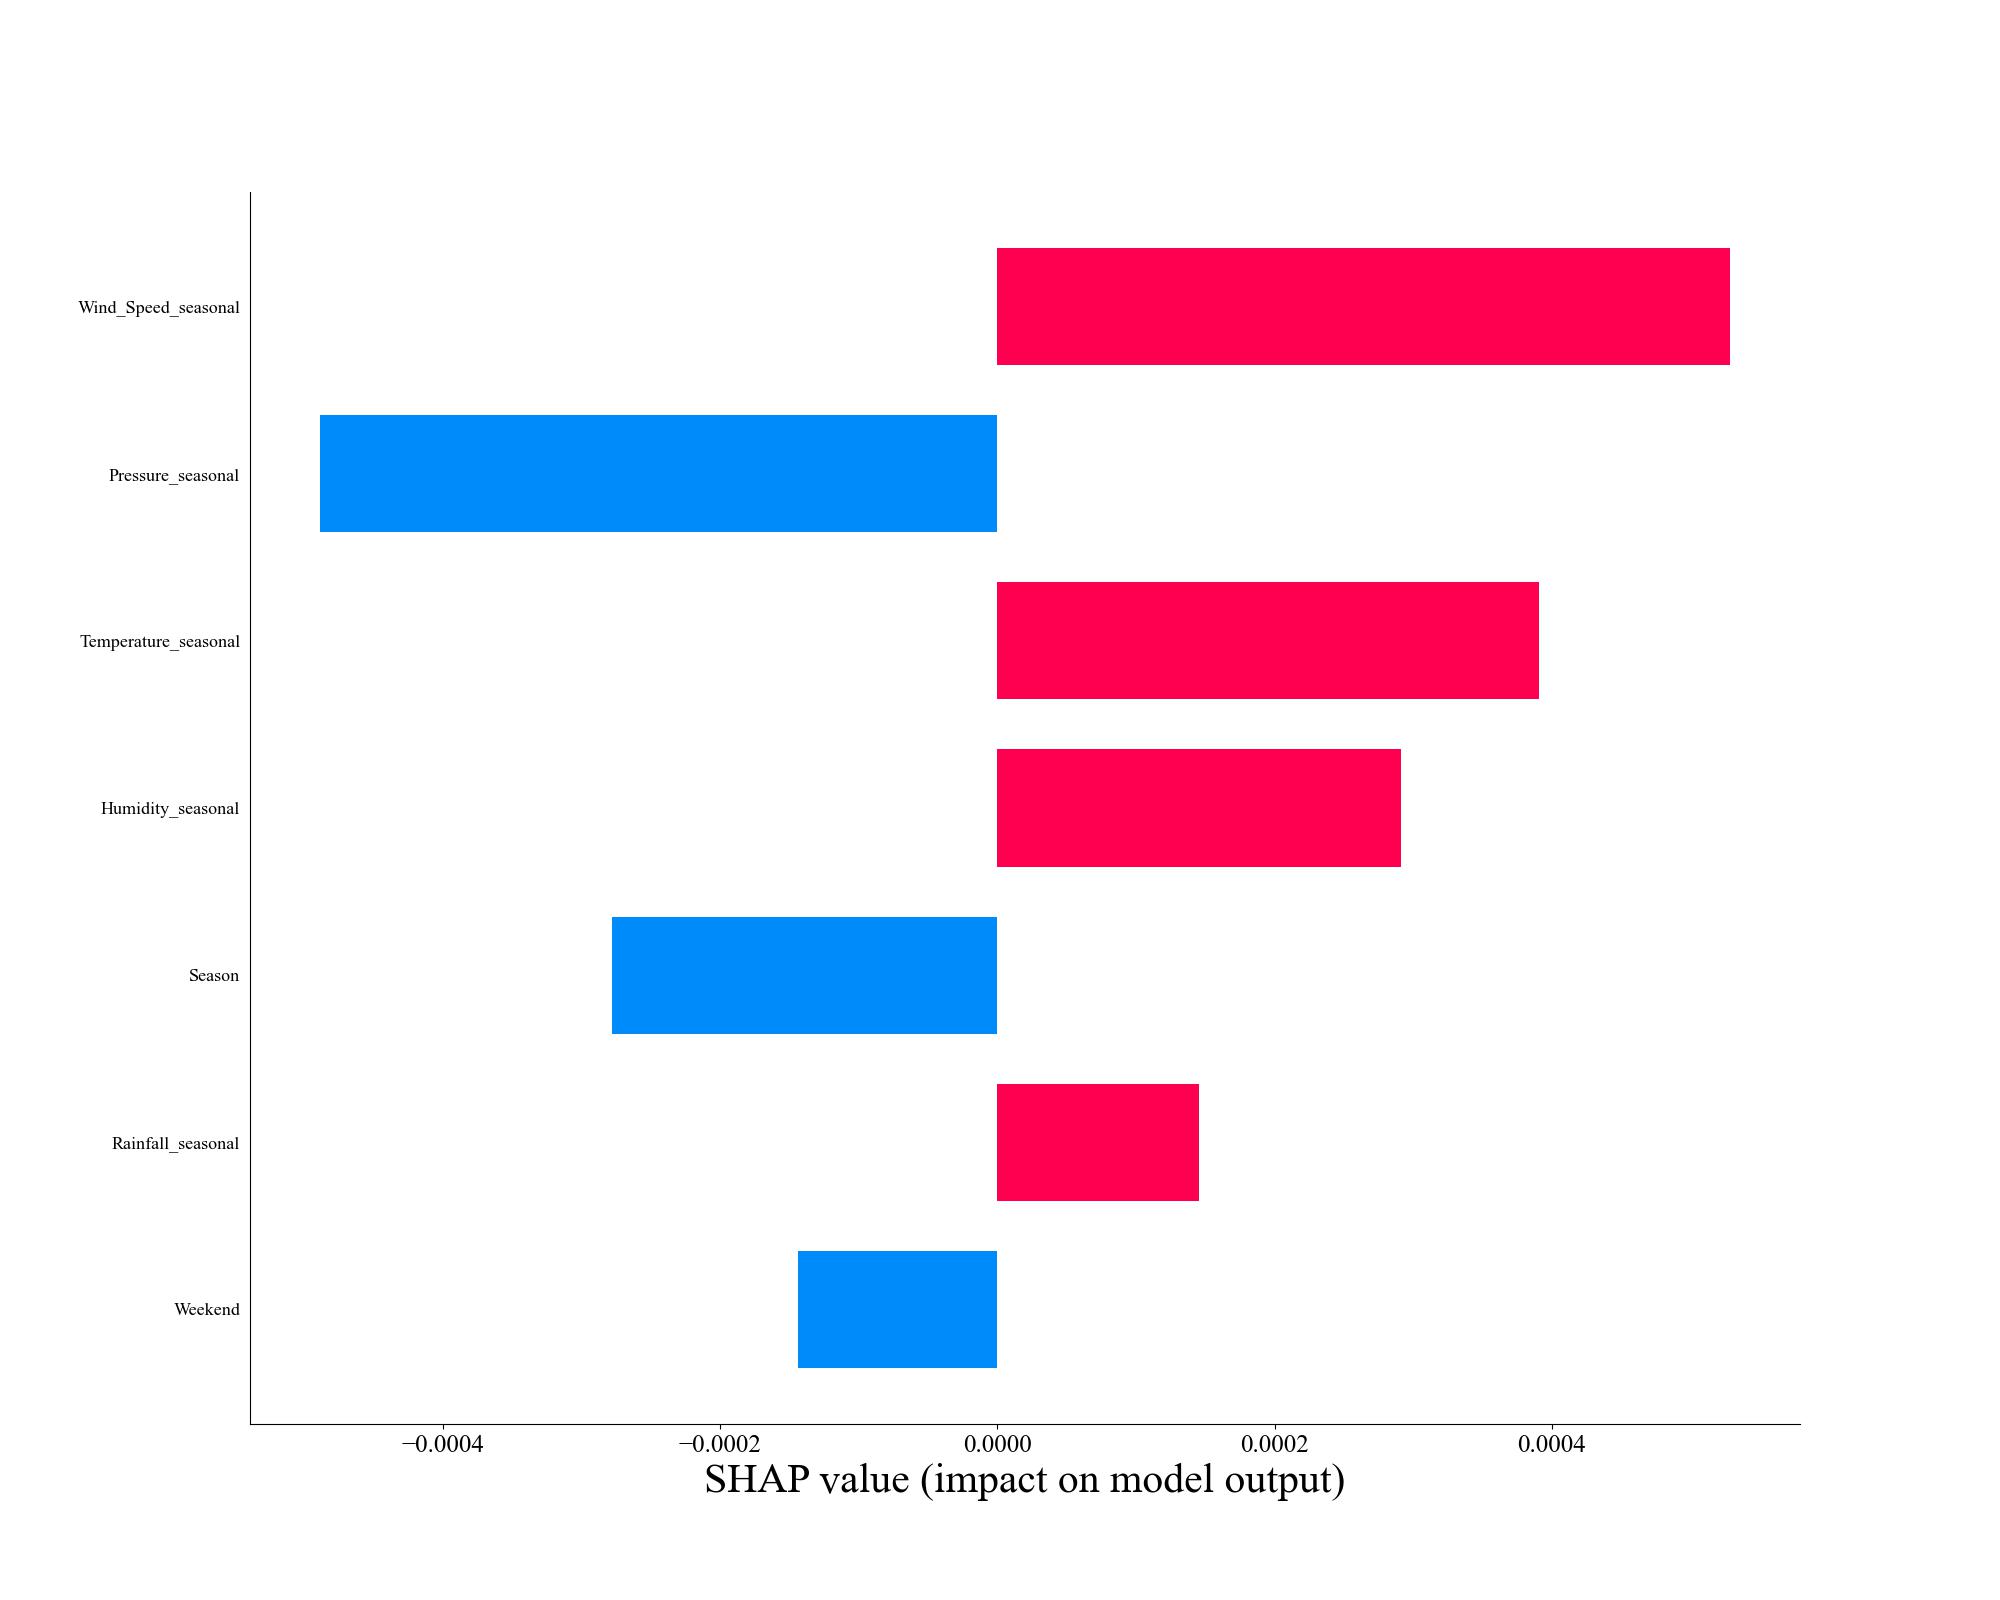 Wind_Speed_seasonal
Pressure_seasonal
Temperature_seasonal
Humidity_seasonal
Season
Rainfall_seasonal
Weekend
−0.0004 −0.0002 0.0000 0.0002 0.0004
SHAP value (impact on model output)